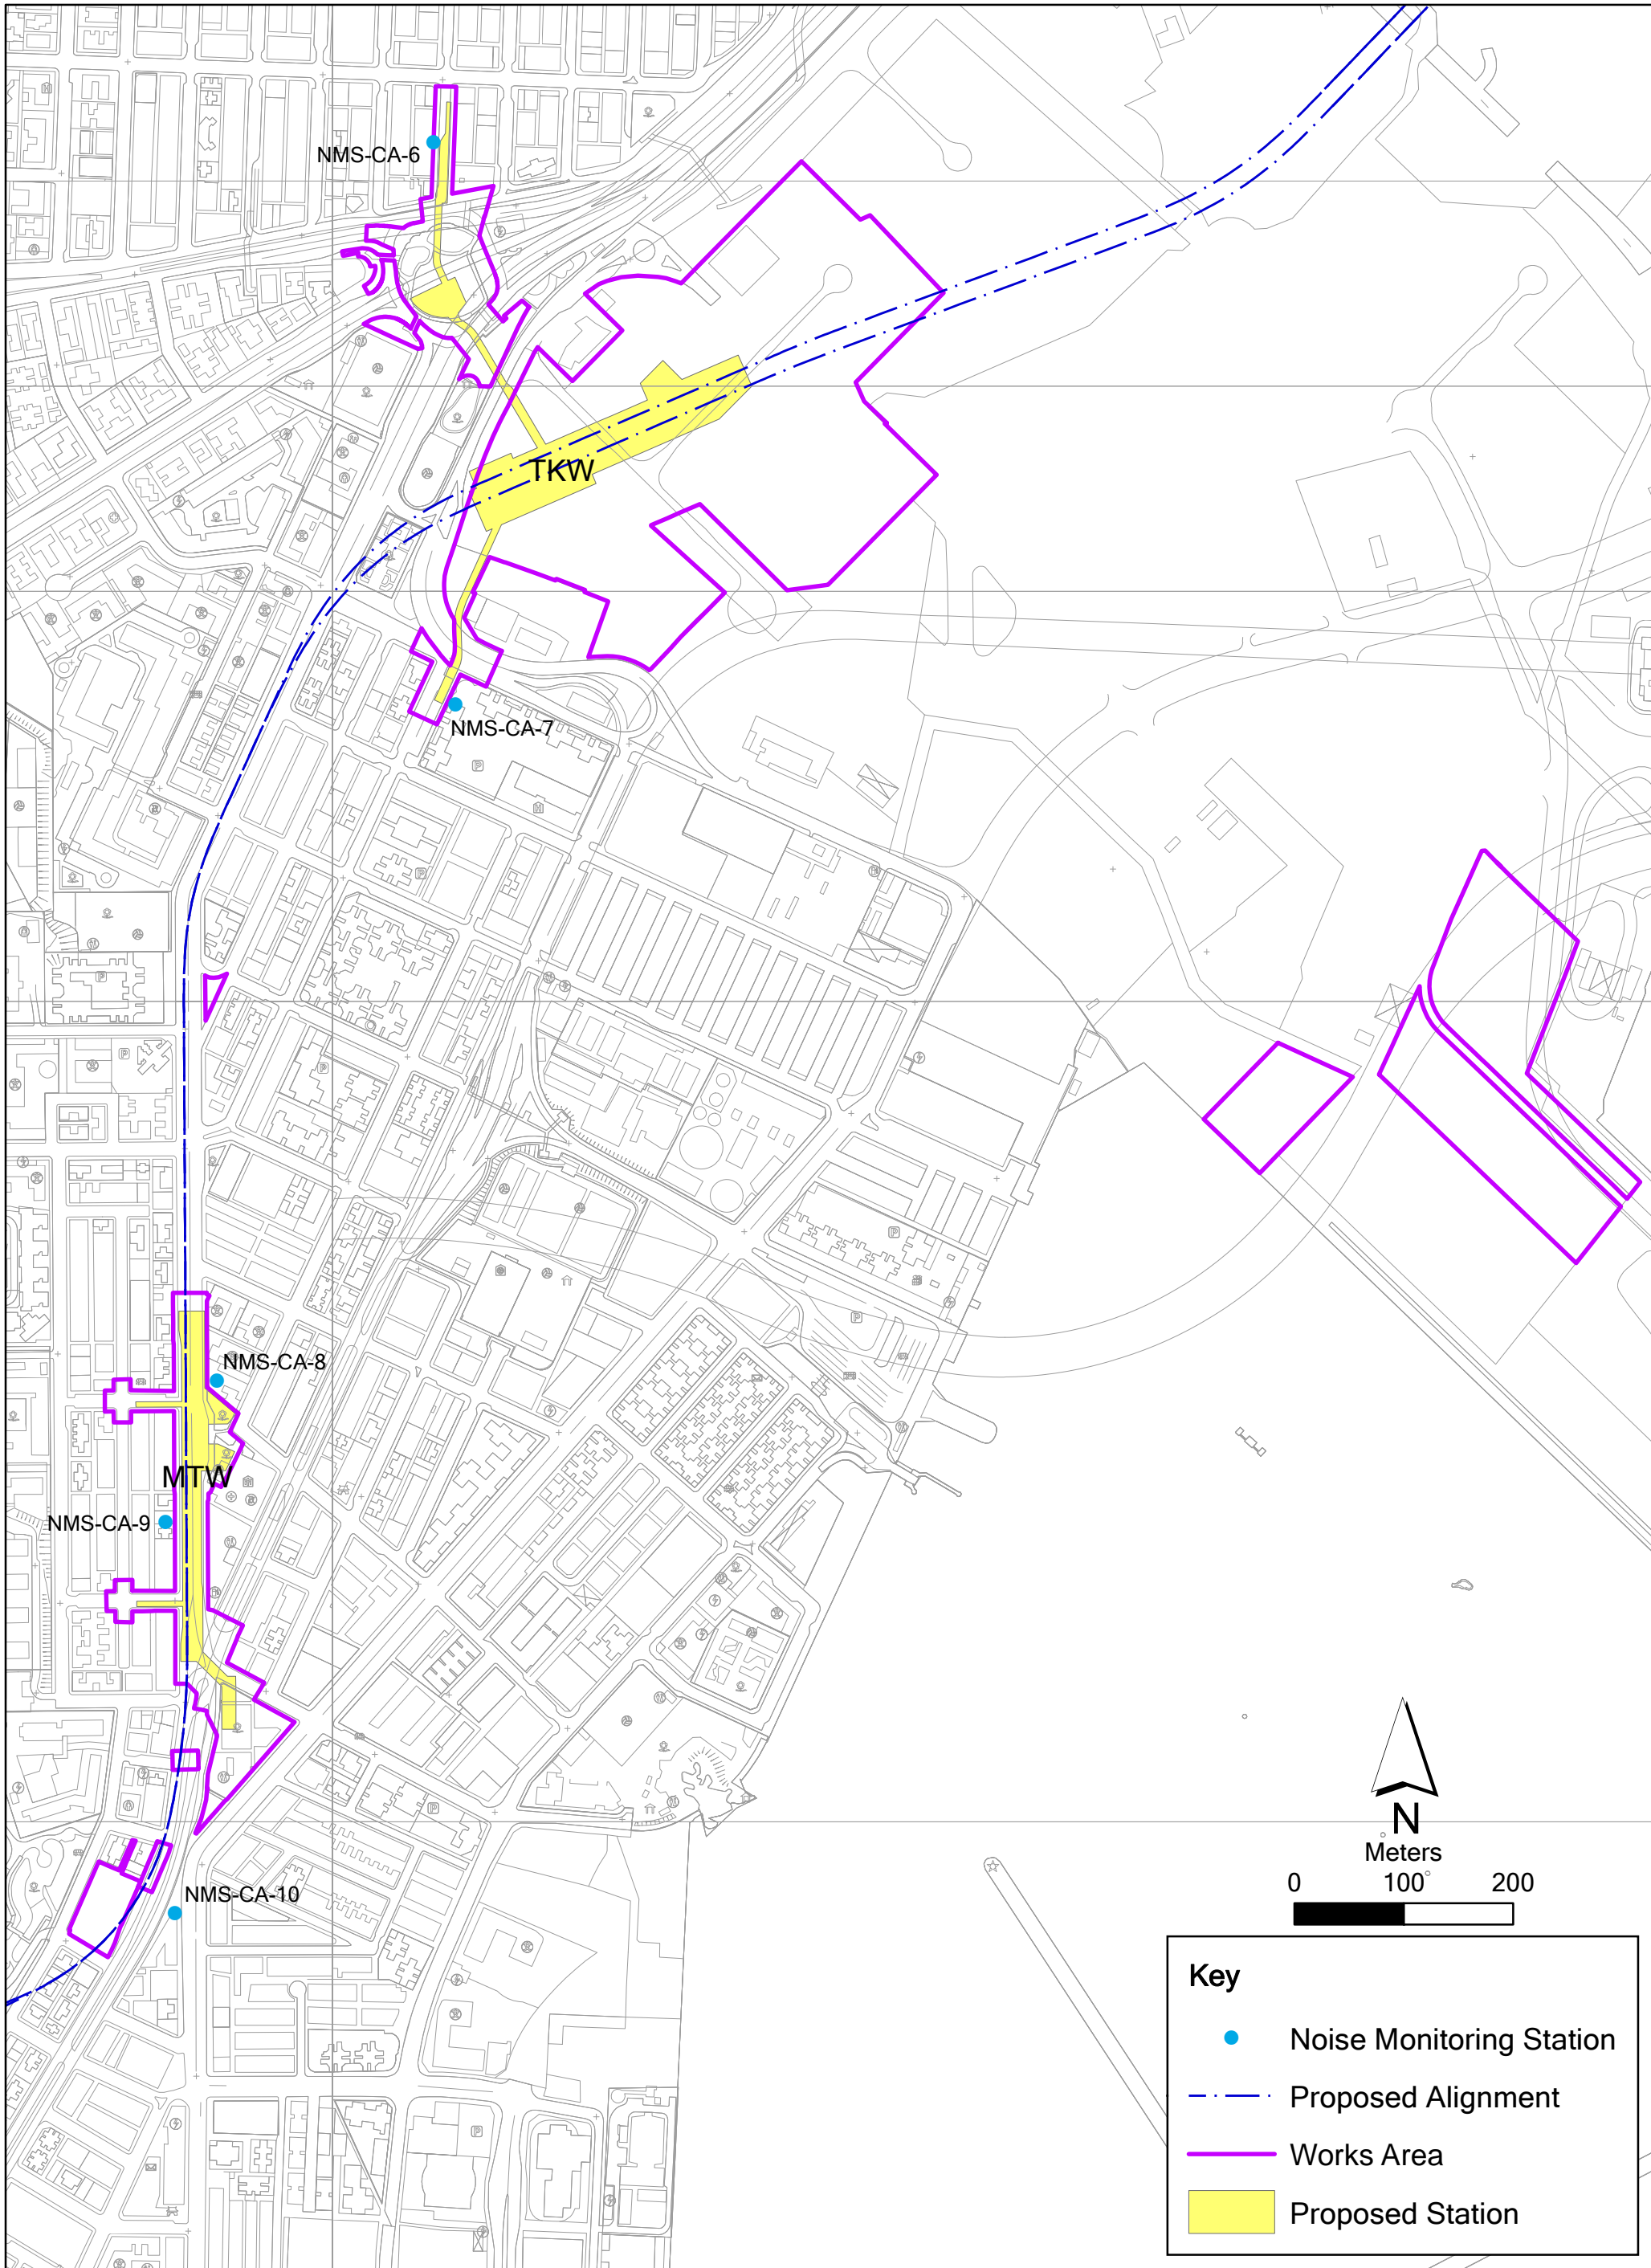 NMS-CA-6
TKW
NMS-CA-7
NMS-CA-8
MTW
NMS-CA-9
NMS-CA-10
N
Meters
0 100 200
Key
Noise Monitoring Station
Proposed Alignment
Works Area
Proposed Station